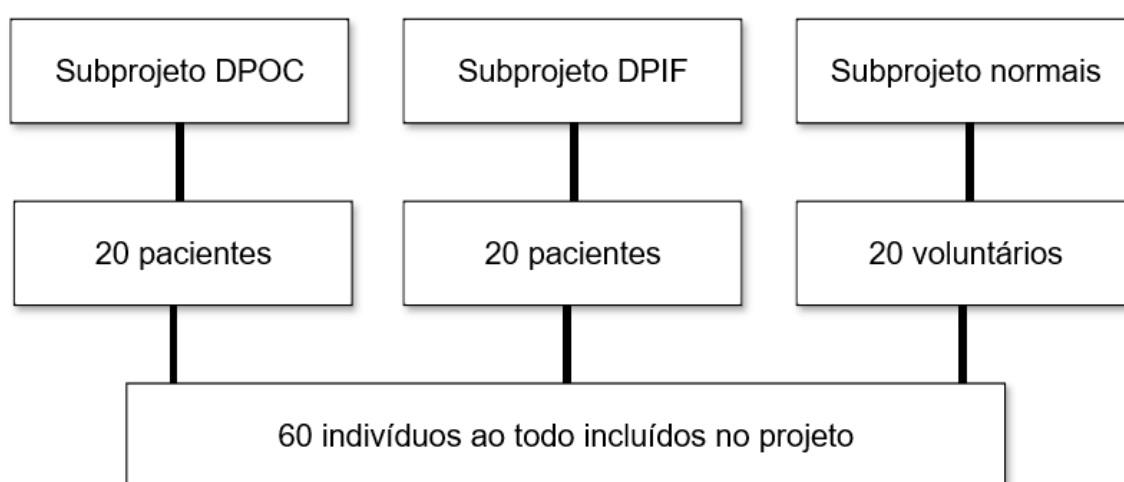 Subprojeto DPOC
Subprojeto DPIF
Subprojeto normais
20 pacientes
20 pacientes
20 voluntários
60 indivíduos ao todo incluídos no projeto